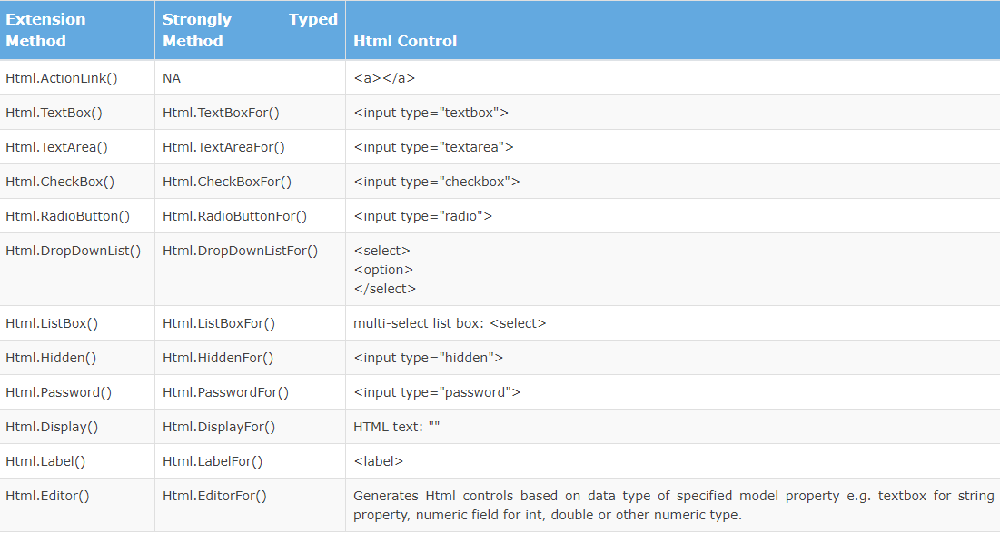 Extension Method	Strongly Typed Method	Html Control
Html.ActionLink()	NA	<a></a>
Html.TextBox()	Html.TextBoxFor()	<input type="textbox">
Html.TextArea()	Html.TextAreaFor()	<input type="textarea">
Html.CheckBox()	Html.CheckBoxFor()	<input type="checkbox">
Html.RadioButton()	Html.RadioButtonFor()	<input type="radio">
Html.DropDownList()	Html.DropDownListFor()	<select>
<option>
</select>
Html.ListBox()	Html.ListBoxFor()	multi-select list box: <select>
Html.Hidden()	Html.HiddenFor()	<input type="hidden">
Html.Password()	Html.PasswordFor()	<input type="password">
Html.Display()	Html.DisplayFor()	HTML text: ""
Html.Label()	Html.LabelFor()	<label>
Html.Editor()	Html.EditorFor()	Generates Html controls based on data type of specified model property e.g. textbox for string
property, numeric field for int, double or other numeric type.